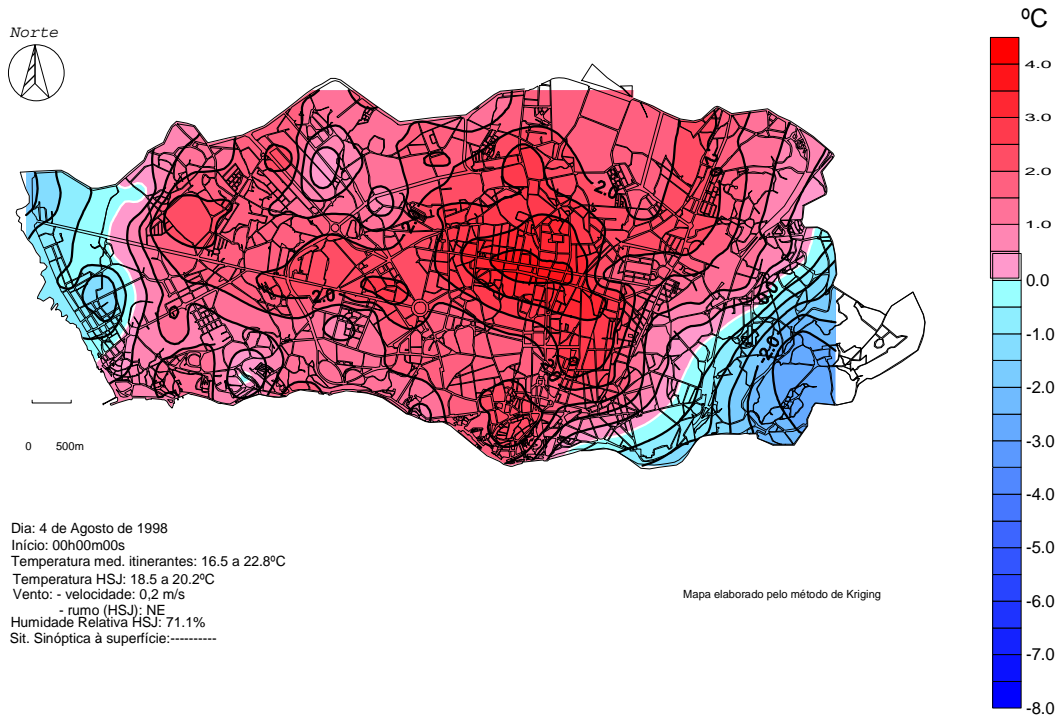 ºC
Norte
4.0
3.0
2.0
1.0
0.0
-1.0
-2.0
-3.0
-4.0
-5.0
-6.0
-7.0
-8.0
2.0
2.0
0 500m
Dia: 4 de Agosto de 1998
Início: 00h00m00s
Temperatura med. itinerantes: 16.5 a 22.8ºC
Temperatura HSJ: 18.5 a 20.2ºC
Vento: - velocidade: 0,2 m/s
- rumo (HSJ): NE
Humidade Relativa HSJ: 71.1%
Sit. Sinóptica à superfície:----------
Mapa elaborado pelo método de Kriging